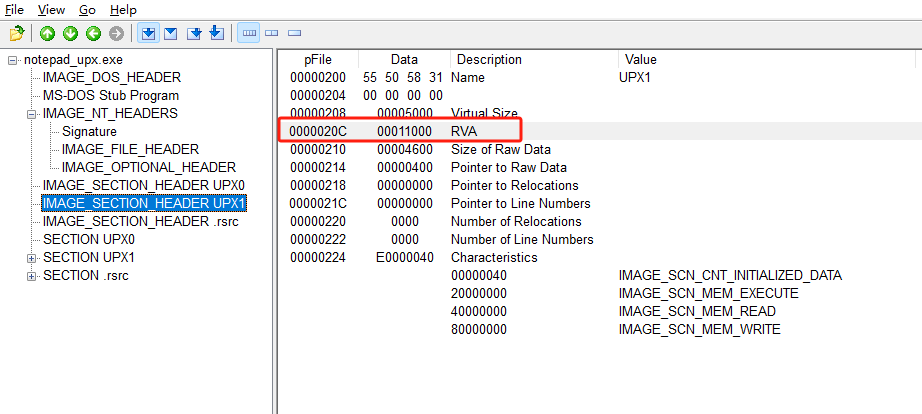 File View Go Help
notepad_upx.exe
IMAGE_DOS_HEADER
MS-DOS Stub Program
IMAGE_NT_HEADERS
Signature
IMAGE_FILE_HEADER
IMAGE_OPTIONAL_HEADER
IMAGE_SECTION_HEADER UPX0
IMAGE_SECTION_HEADER UPX1
IMAGE_SECTION_HEADER .rsrc
SECTION UPX0
SECTION UPX1
SECTION .rsrc
pFile Data Description Value
00000200 55 50 58 31 Name UPX1
00000204 00 00 00 00
00000208 00005000 Virtual Size
0000020C 00011000 RVA
00000210 00004600 Size of Raw Data
00000214 00000400 Pointer to Raw Data
00000218 00000000 Pointer to Relocations
0000021C 00000000 Pointer to Line Numbers
00000220 0000 Number of Relocations
00000222 0000 Number of Line Numbers
00000224 E0000040 Characteristics
00000040 IMAGE_SCN_CNT_INITIALIZED_DATA
20000000 IMAGE_SCN_MEM_EXECUTE
40000000 IMAGE_SCN_MEM_READ
80000000 IMAGE_SCN_MEM_WRITE